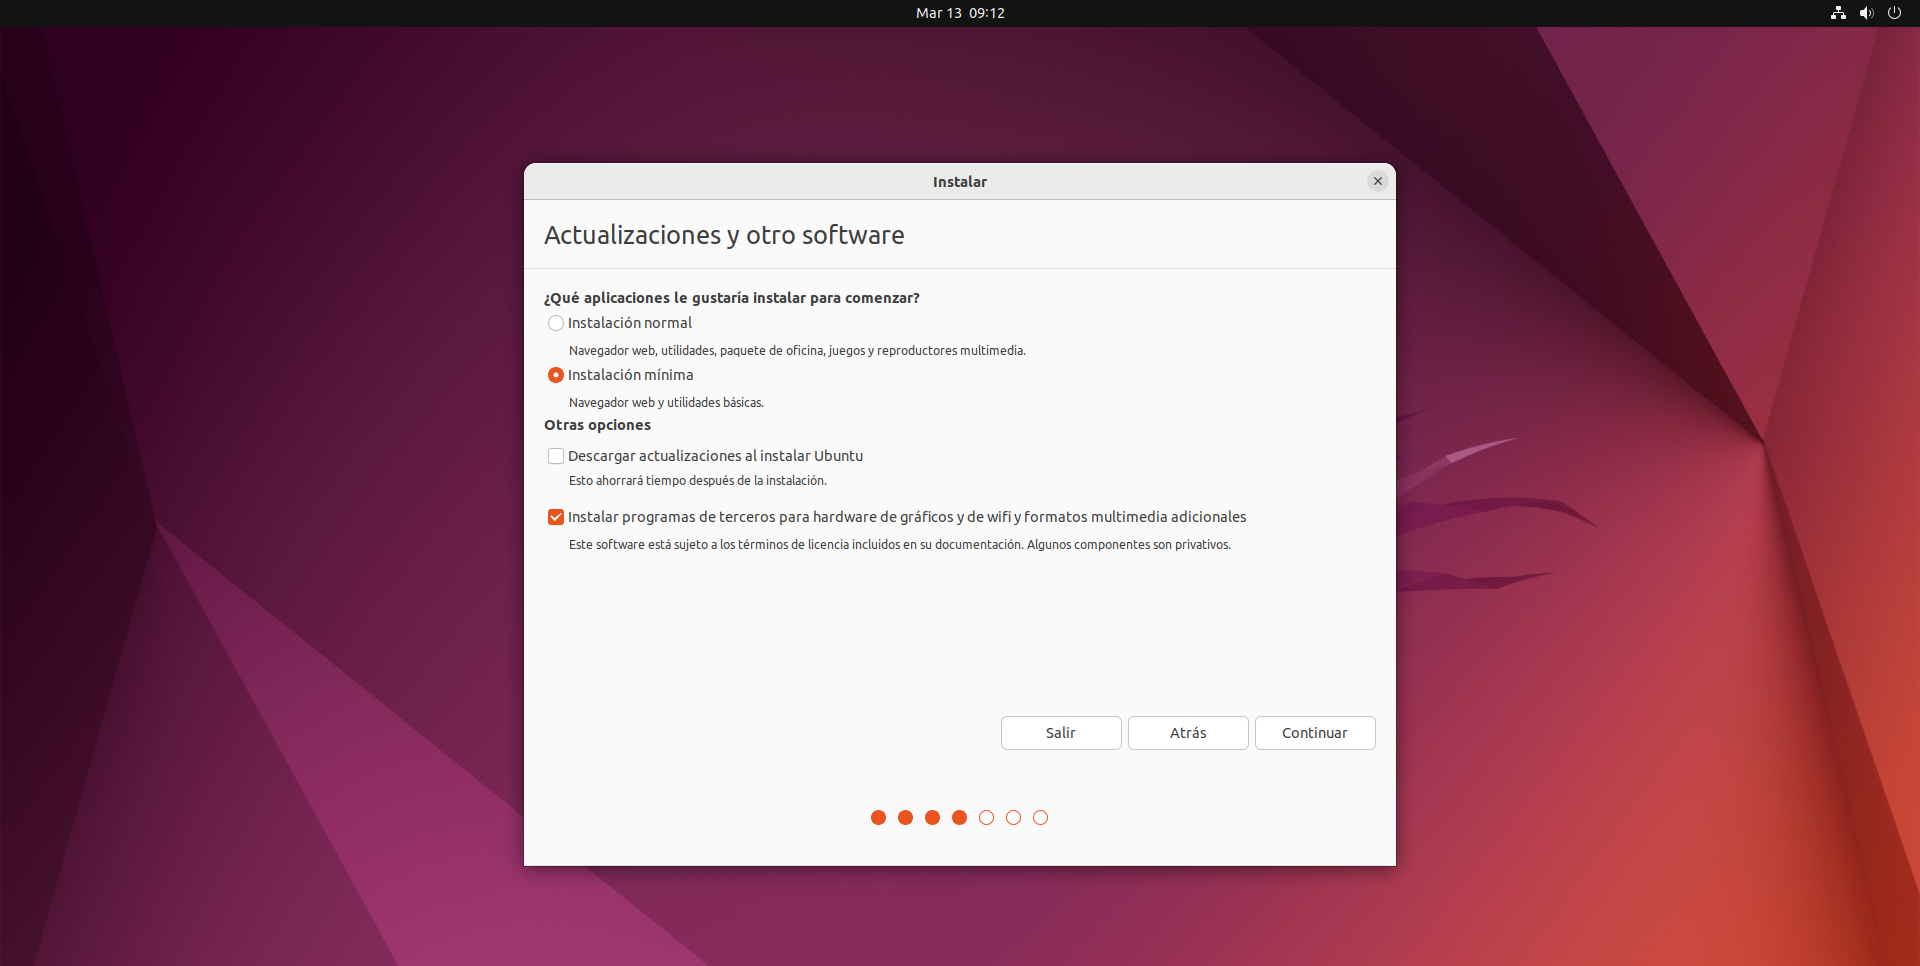 Mar 13 09:12
Instalar
Actualizaciones y otro software
¿Qué aplicaciones le gustaría instalar para comenzar?
Instalación normal
Navegador web, utilidades, paquete de oficina, juegos y reproductores multimedia.
Instalación mínima
Navegador web y utilidades básicas.
Otras opciones
Descargar actualizaciones al instalar Ubuntu
Esto ahorrará tiempo después de la instalación.
Instalar programas de terceros para hardware de gráficos y de wifi y formatos multimedia adicionales
Este software está sujeto a los términos de licencia incluidos en su documentación. Algunos componentes son privativos.
Salir
Atrás
Continuar